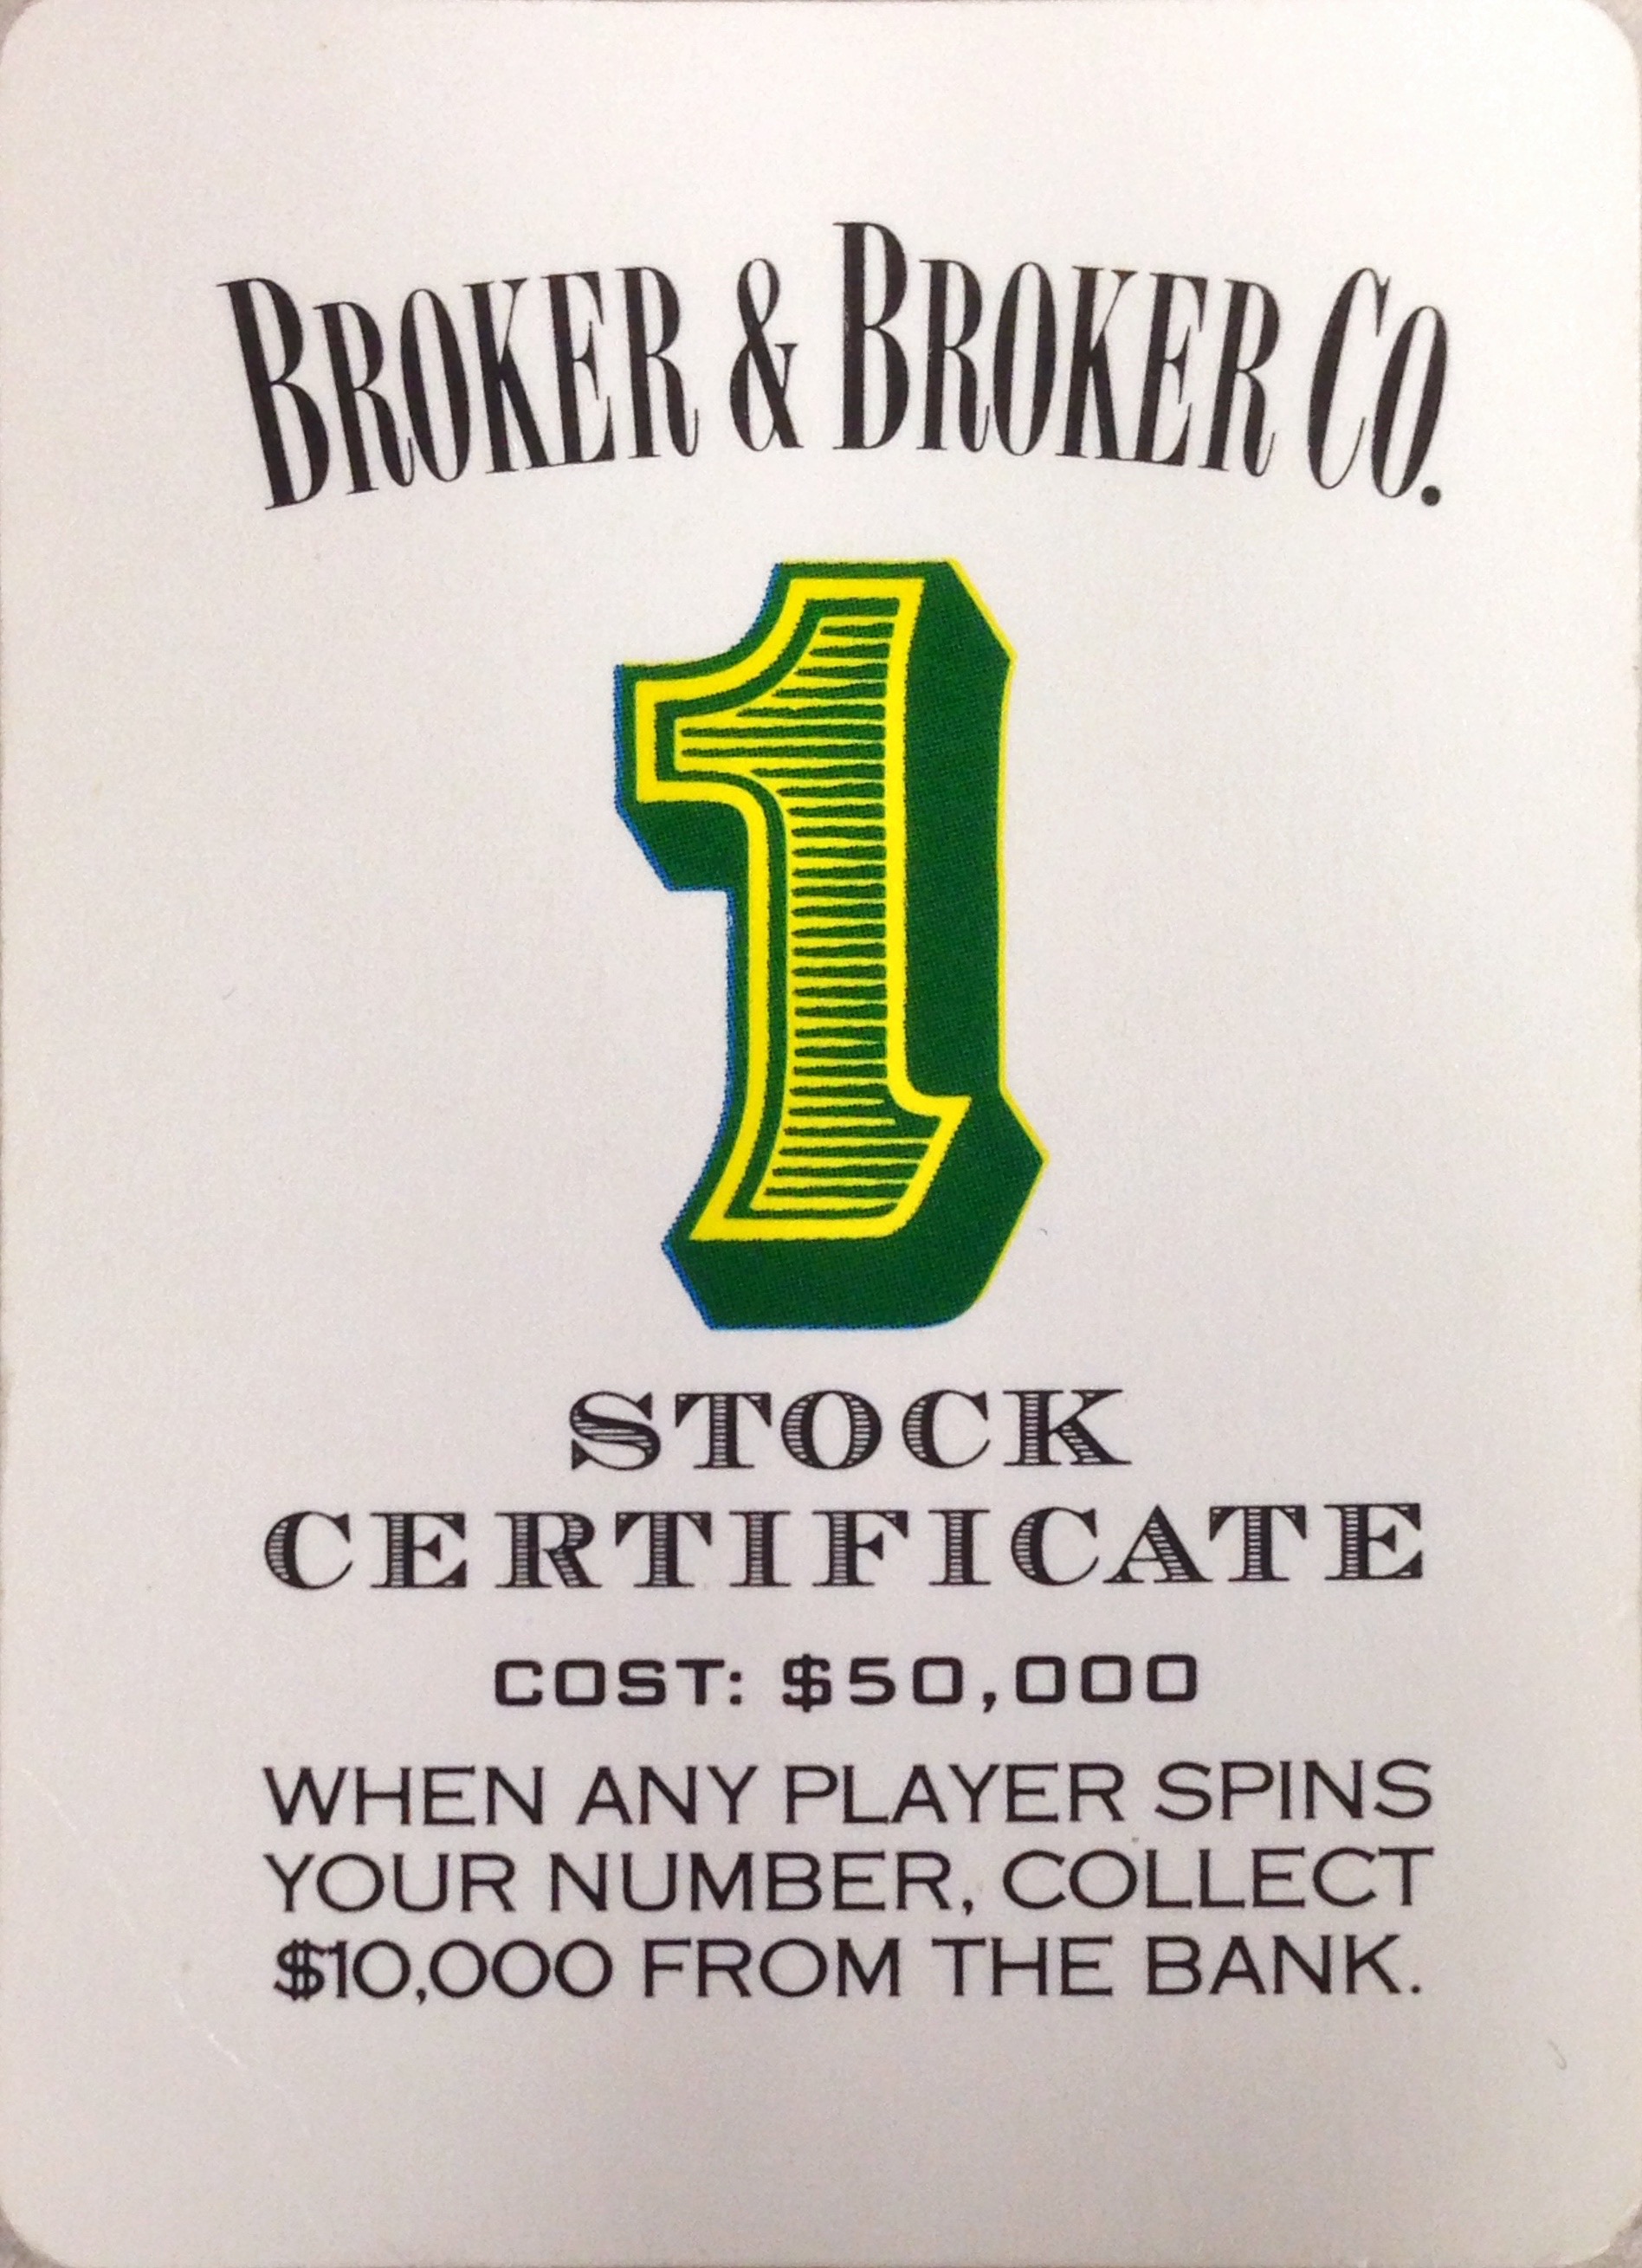 BROKER & BROKER CO.
1
STOCK
CERTIFICATE
COST: $50,000
WHEN ANY PLAYER SPINS
YOUR NUMBER, COLLECT
$10,000 FROM THE BANK.